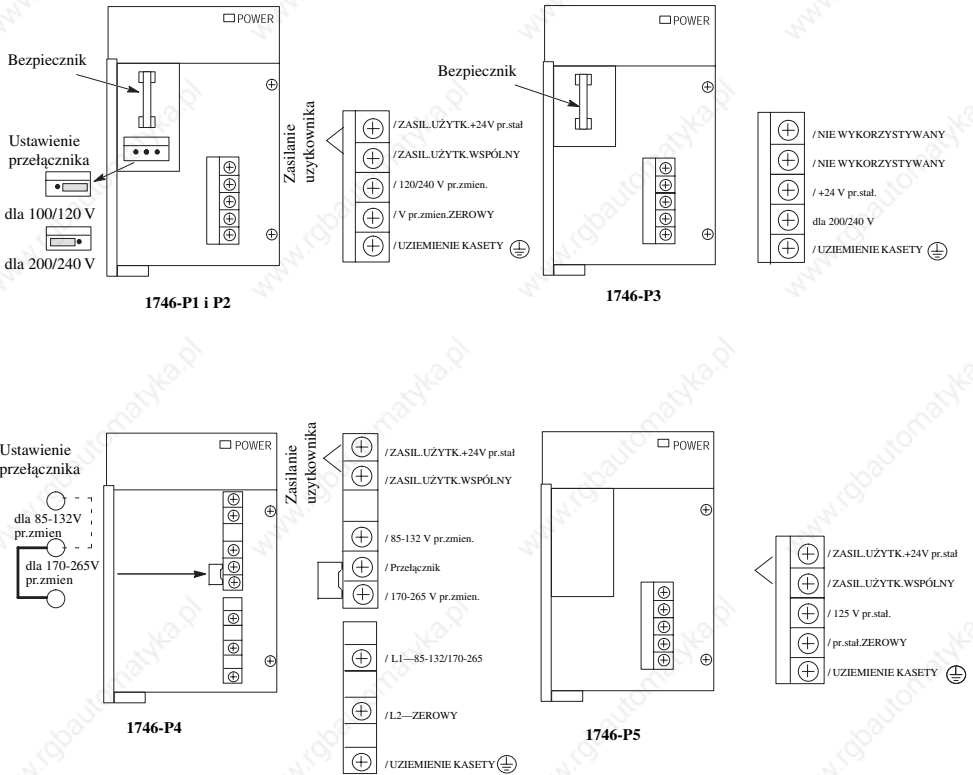 POWER
Bezpiecznik
Ustawienie
przełącznika
dla 100/120 V
dla 200/240 V
Zasilanie
uzytkownika
/ ZASIL.UŻYTK.+24V pr.stał
/ ZASIL.UŻYTK.WSPÓLNY
/ 120/240 V pr.zmien.
/ V pr.zmien.ZEROWY
/ UZIEMIENIE KASETY
1746-P1 i P2
POWER
Bezpiecznik
/ NIE WYKORZYSTYWANY
/ NIE WYKORZYSTYWANY
/ +24 V pr.stał.
dla 200/240 V
/ UZIEMIENIE KASETY
1746-P3
Ustawienie
przełącznika
dla 85-132V
pr.zmien
dla 170-265V
pr.zmien
POWER
Zasilanie
uzytkownika
/ ZASIL.UŻYTK.+24V pr.stał
/ ZASIL.UŻYTK.WSPÓLNY
/ 85-132 V pr.zmien.
/ Przełącznik
/ 170-265 V pr.zmien.
/ L1—85-132/170-265
/ L2—ZEROWY
/ UZIEMIENIE KASETY
1746-P4
POWER
/ ZASIL.UŻYTK.+24V pr.stał
/ ZASIL.UŻYTK.WSPÓLNY
/ 125 V pr.stał.
/ pr.stał.ZEROWY
/ UZIEMIENIE KASETY
1746-P5
www.rgbautomatyka.pl